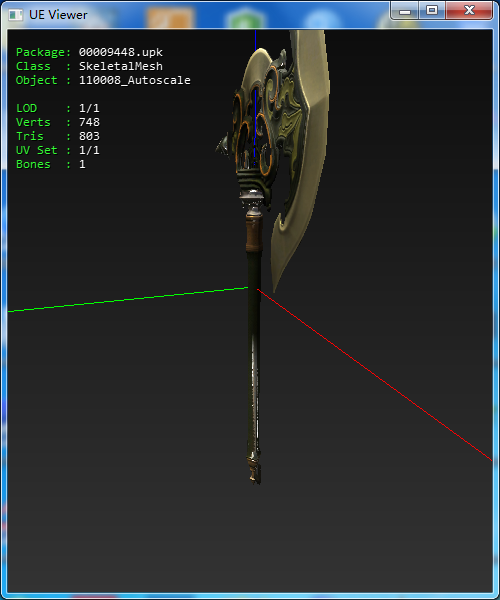 UE Viewer
Package: 00009448.upk
Class : SkeletalMesh
Object : 110008_Autoscale
LOD : 1/1
Verts : 748
Tris : 803
UV Set : 1/1
Bones : 1